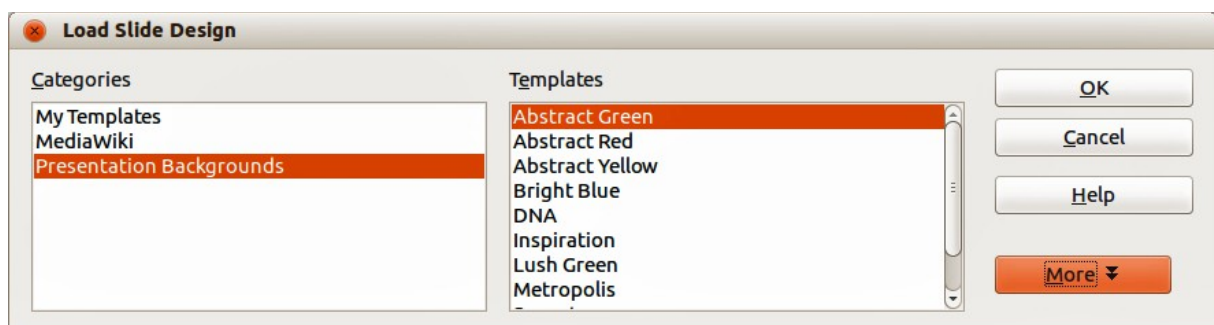 Load Slide Design
Categories
My Templates
MediaWiki
Presentation Backgrounds
Templates
Abstract Green
Abstract Red
Abstract Yellow
Bright Blue
DNA
Inspiration
Lush Green
Metropolis
OK
Cancel
Help
More